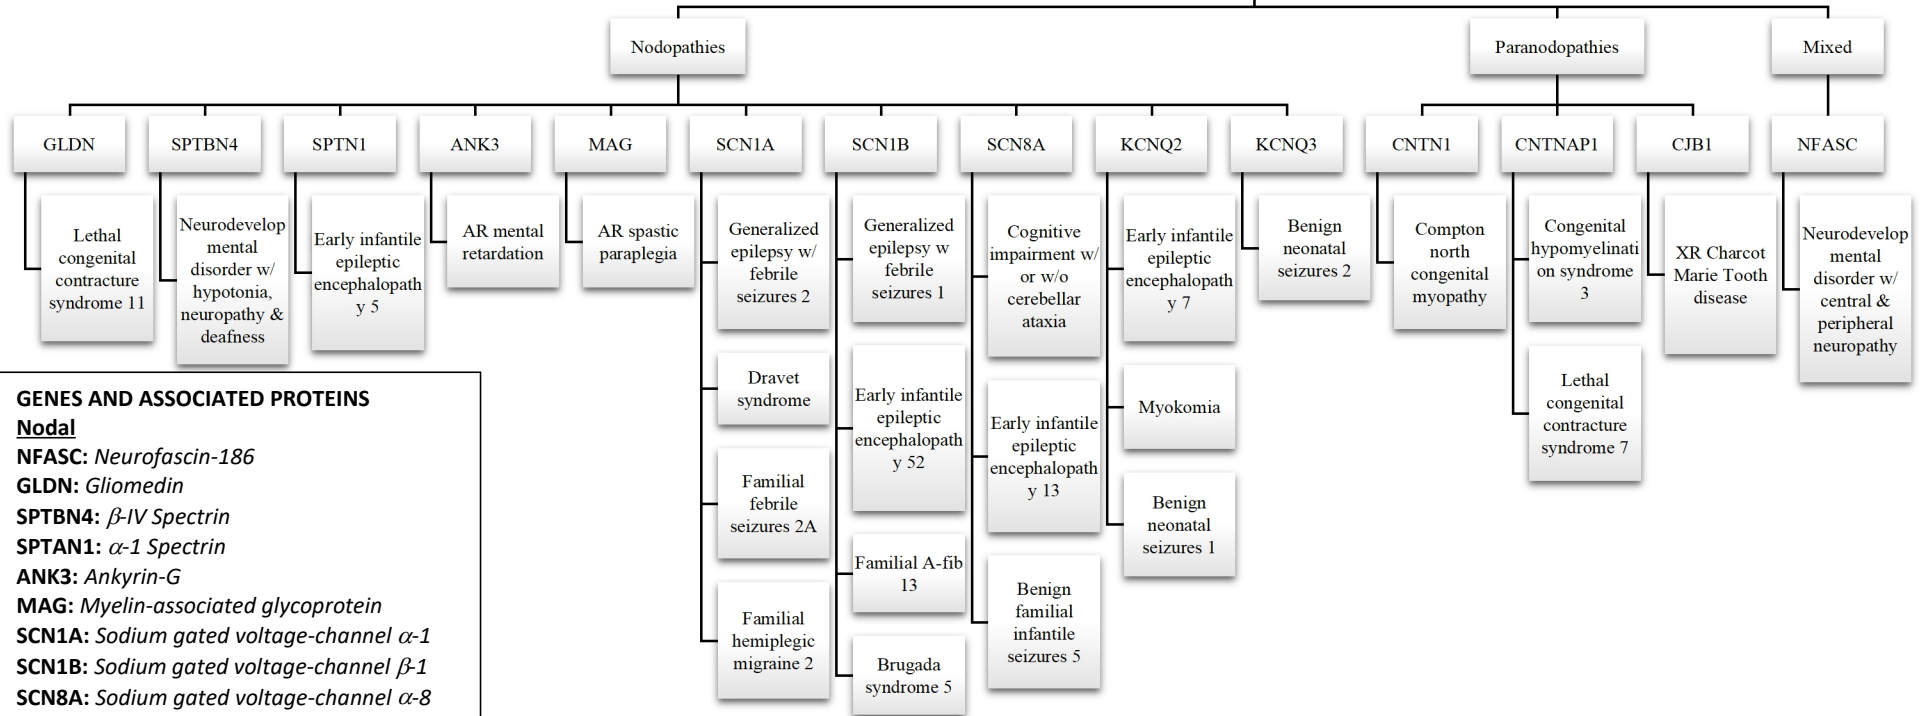 Nodopathies
Paranodopathies
Mixed
GLDN
SPTBN4
SPTN1
ANK3
MAG
SCN1A
SCN1B
SCN8A
KCNQ2
KCNQ3
CNTN1
CNTNAP1
CJB1
NFASC
Lethal
congenital
contracture
syndrome 11
Neurodevelop
mental
disorder w/
hypotonia,
neuropathy &
deafness
Early infantile
epileptic
encephalopath
y 5
AR mental
retardation
AR spastic
paraplegia
Generalized
epilepsy w/
febrile
seizures 2
Dravet
syndrome
Familial
febrile
seizures 2A
Familial
hemiplegic
migraine 2
Generalized
epilepsy w
febrile
seizures 1
Early infantile
epileptic
encephalopath
y 52
Familial A-fib
13
Brugada
syndrome 5
Cognitive
impairment w/
or w/o
cerebellar
ataxia
Early infantile
epileptic
encephalopath
y 13
Benign
familial
infantile
seizures 5
Early infantile
epileptic
encephalopath
y 7
Myokomia
Benign
neonatal
seizures 1
Benign
neonatal
seizures 2
Compton
north
congenital
myopathy
Congenital
hypomyelinati
on syndrome
3
Lethal
congenital
contracture
syndrome 7
XR Charcot
Marie Tooth
disease
Neurodevelop
mental
disorder w/
central &
peripheral
neuropathy
GENES AND ASSOCIATED PROTEINS
Nodal
NFASC: Neurofascin-186
GLDN: Gliomedin
SPTBN4: β-IV Spectrin
SPTAN1: α-1 Spectrin
ANK3: Ankyrin-G
MAG: Myelin-associated glycoprotein
SCN1A: Sodium gated voltage-channel α-1
SCN1B: Sodium gated voltage-channel β-1
SCN8A: Sodium gated voltage-channel α-8